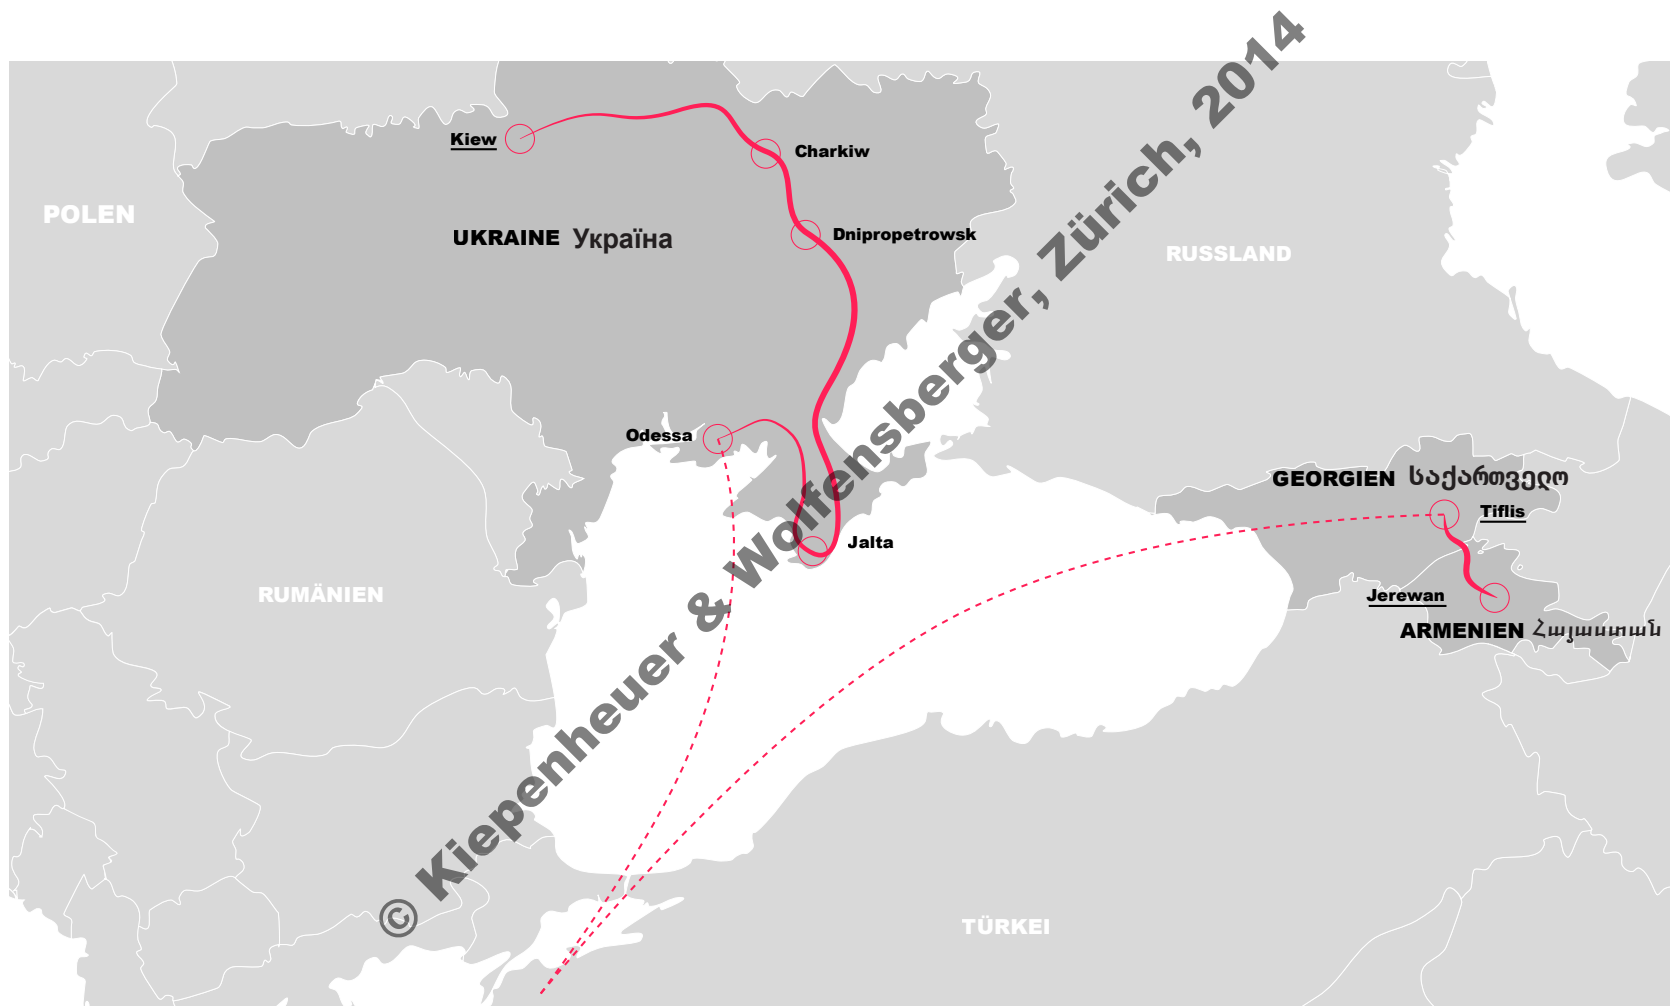 Kiew
Charkiw
POLEN
UKRAINE Україна
Dnipropetrowsk
RUSSLAND
Odessa
GEORGIEN საქართველო
Tiflis
Jalta
RUMÄNIEN
Jerewan
ARMENIEN Հայաստան
TÜRKEI
© Kiepenheuer & Wolfensberger, Zürich, 2014